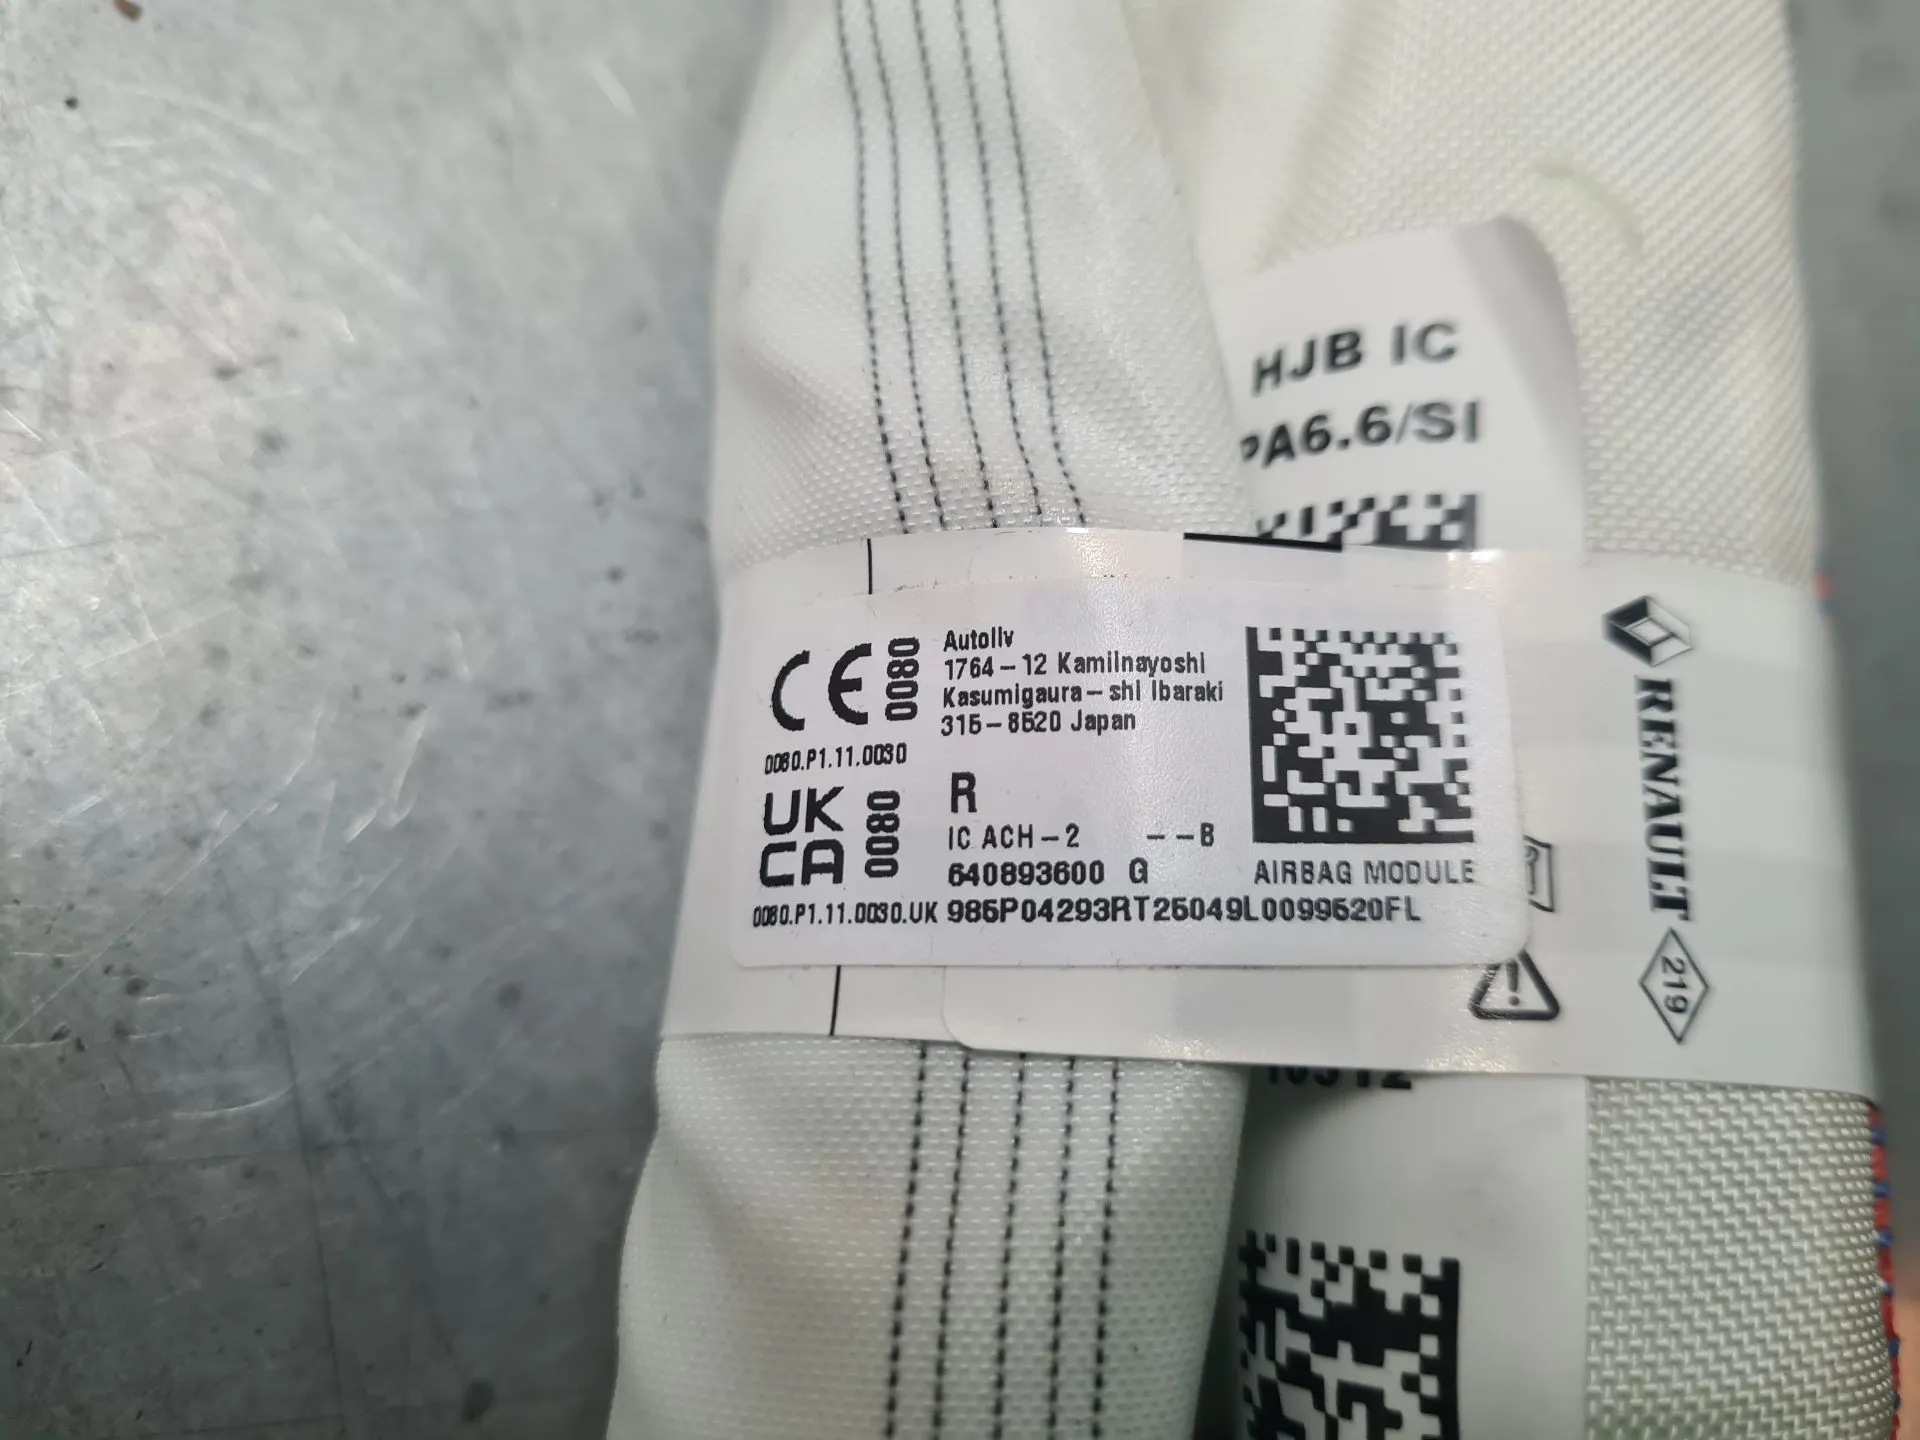 HJB IC
PA6.6/SI
CE 0080
Autoliv
1764-12 Kamiinayoshi
Kasumigaura-shi Ibaraki
315-8520 Japan
0080.P1.11.0030
UK
CA 0080
R
IC ACH-2 --B
640893600 G
AIRBAG MODULE
0080.P1.11.0030.UK 985P04293RT25049L0099520FL
RENAULT
219